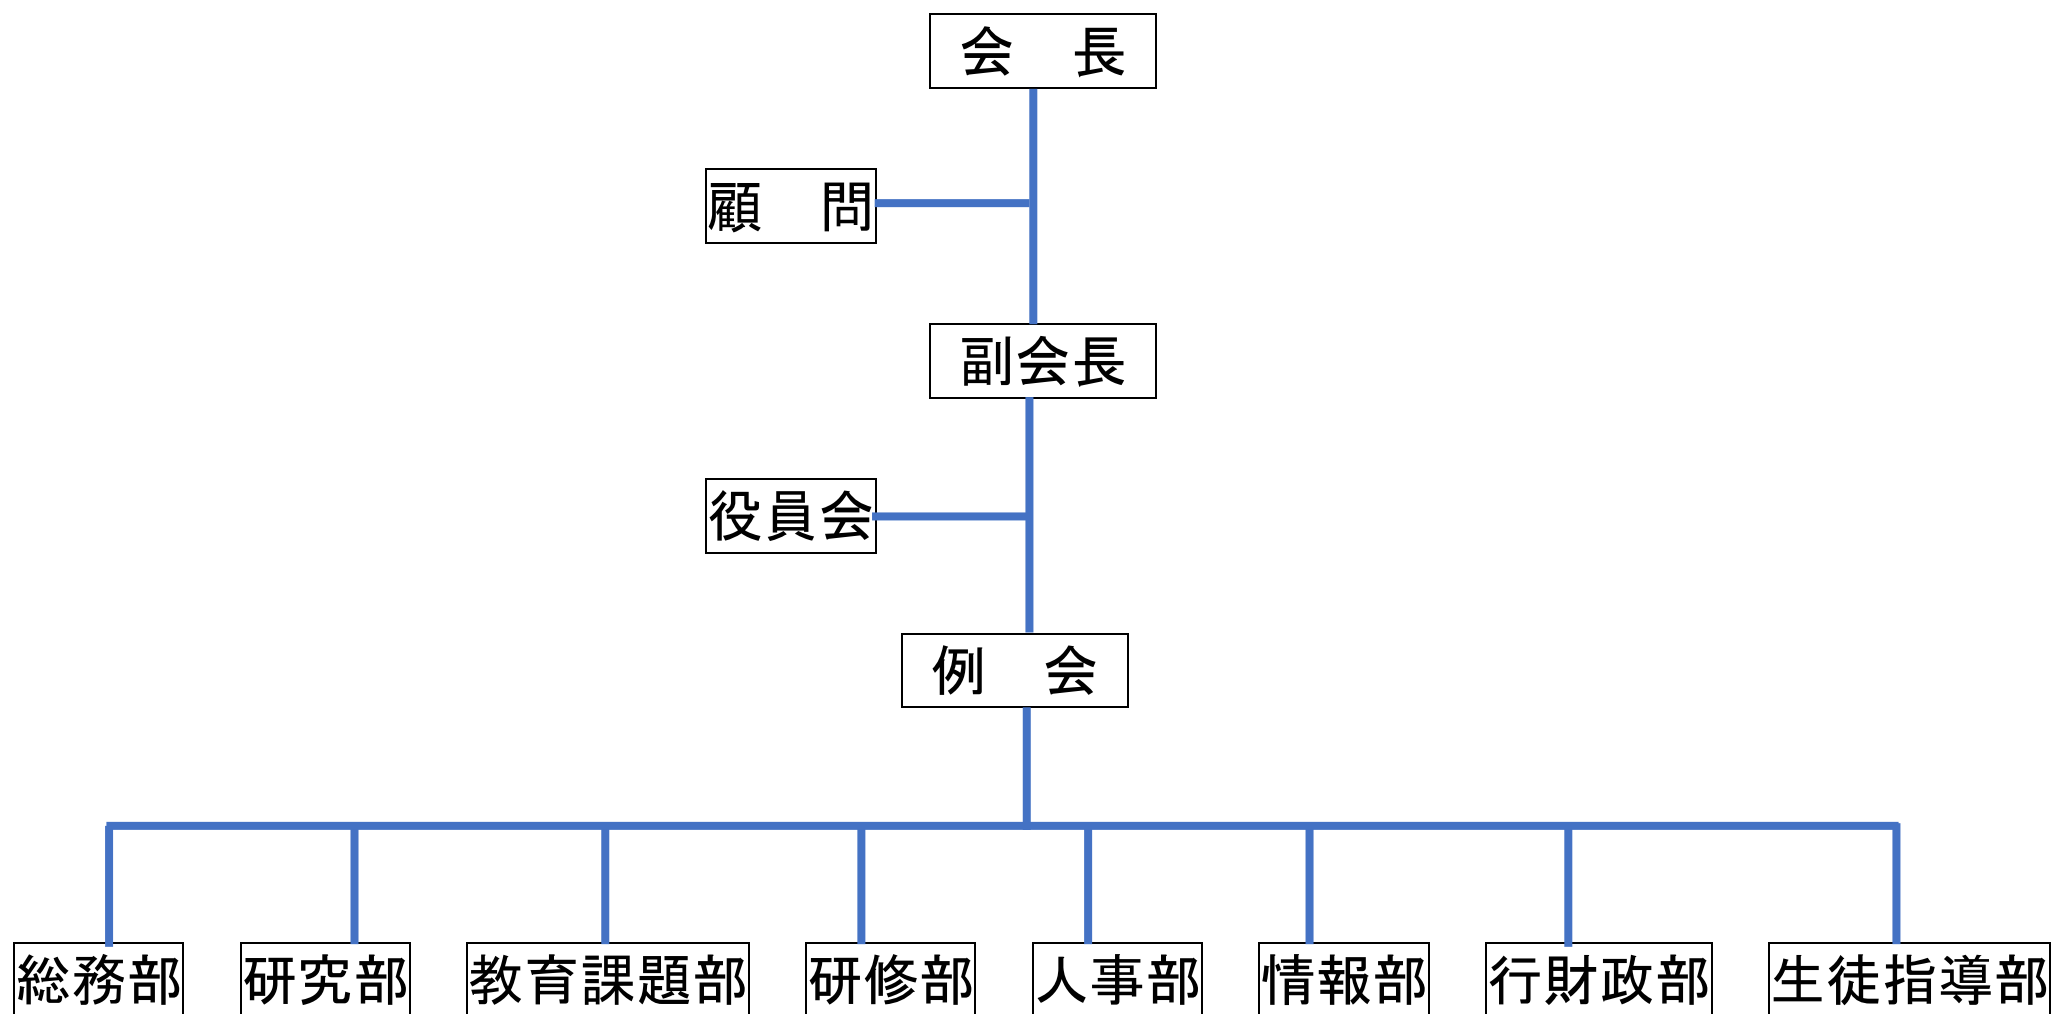 会　長
顧　問
副会長
役員会
例　会
総務部
研究部
教育課題部
研修部
人事部
情報部
行財政部
生徒指導部